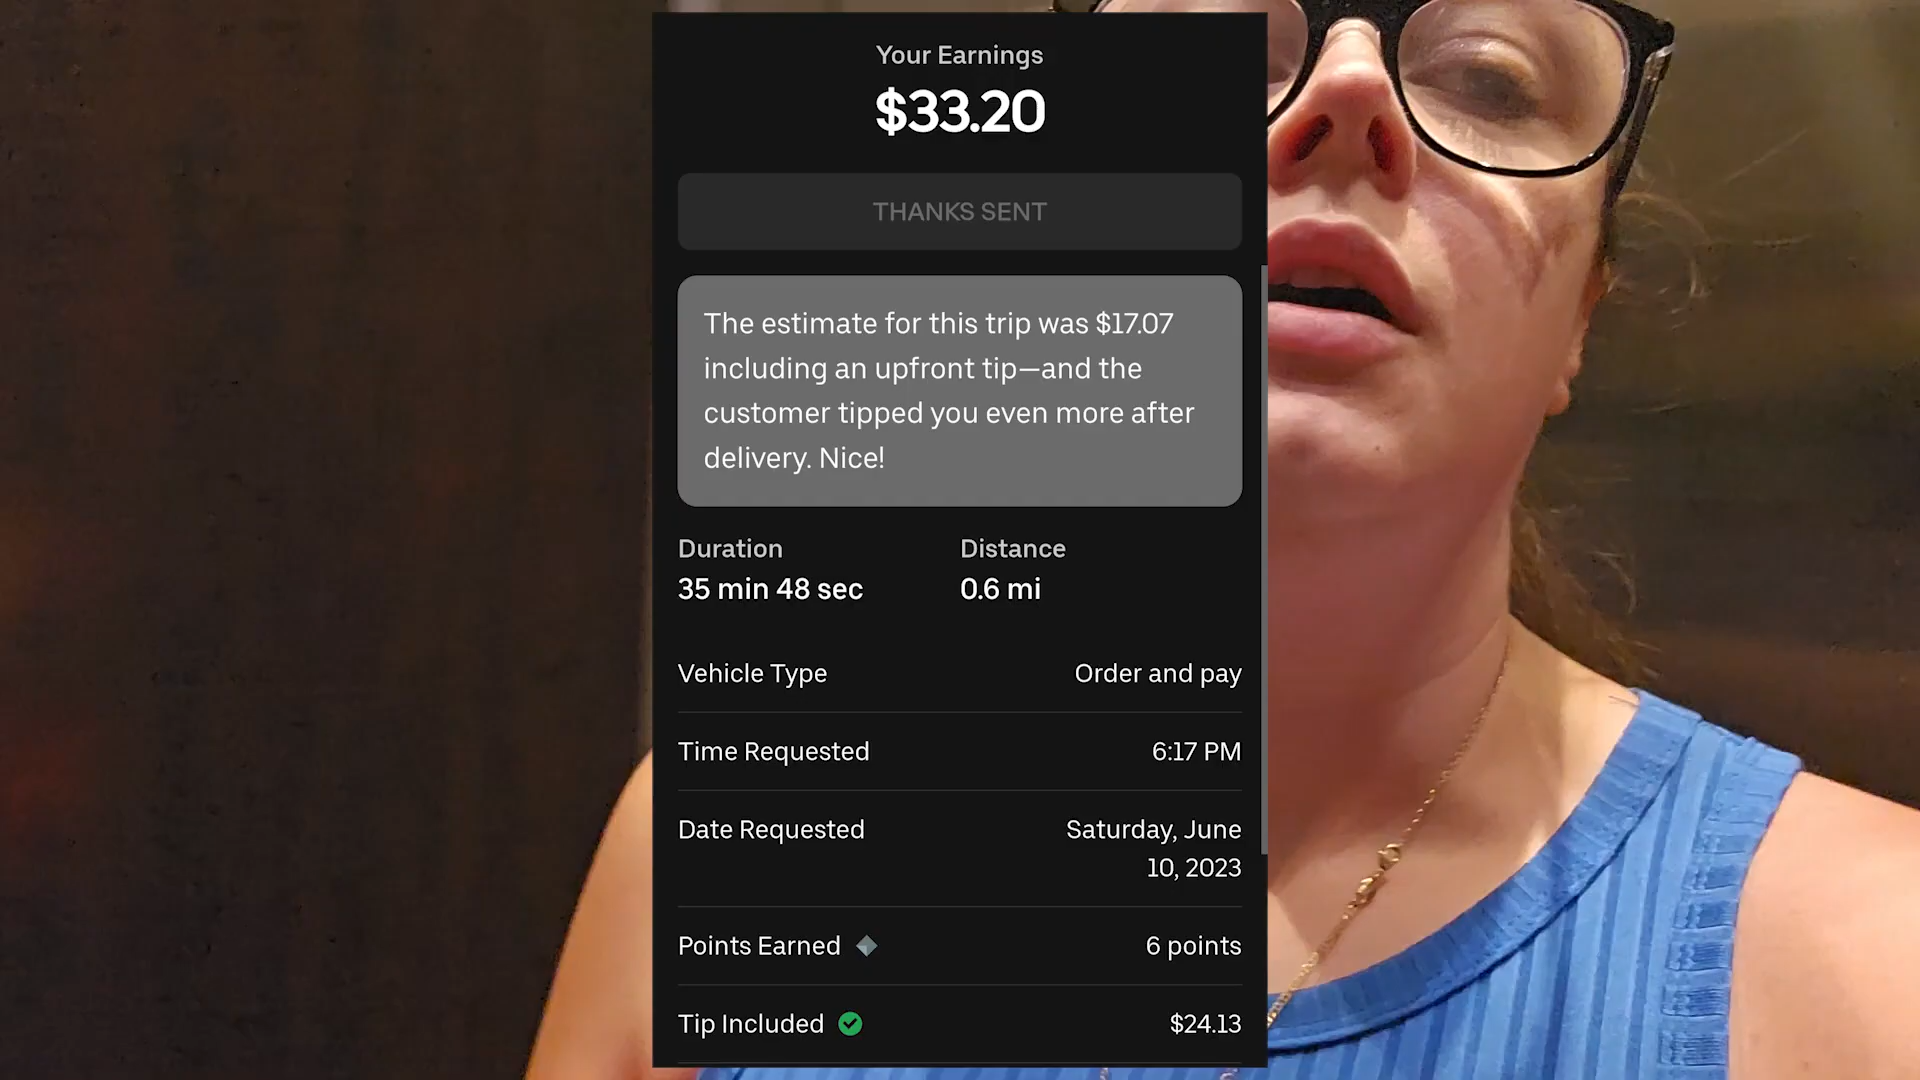 Your Earnings
$33.20
THANKS SENT
The estimate for this trip was $17.07
including an upfront tip—and the
customer tipped you even more after
delivery. Nice!
Duration Distance
35 min 48 sec 0.6 mi
Vehicle Type Order and pay
Time Requested 6:17 PM
Date Requested Saturday, June
10, 2023
Points Earned 6 points
Tip Included $24.13